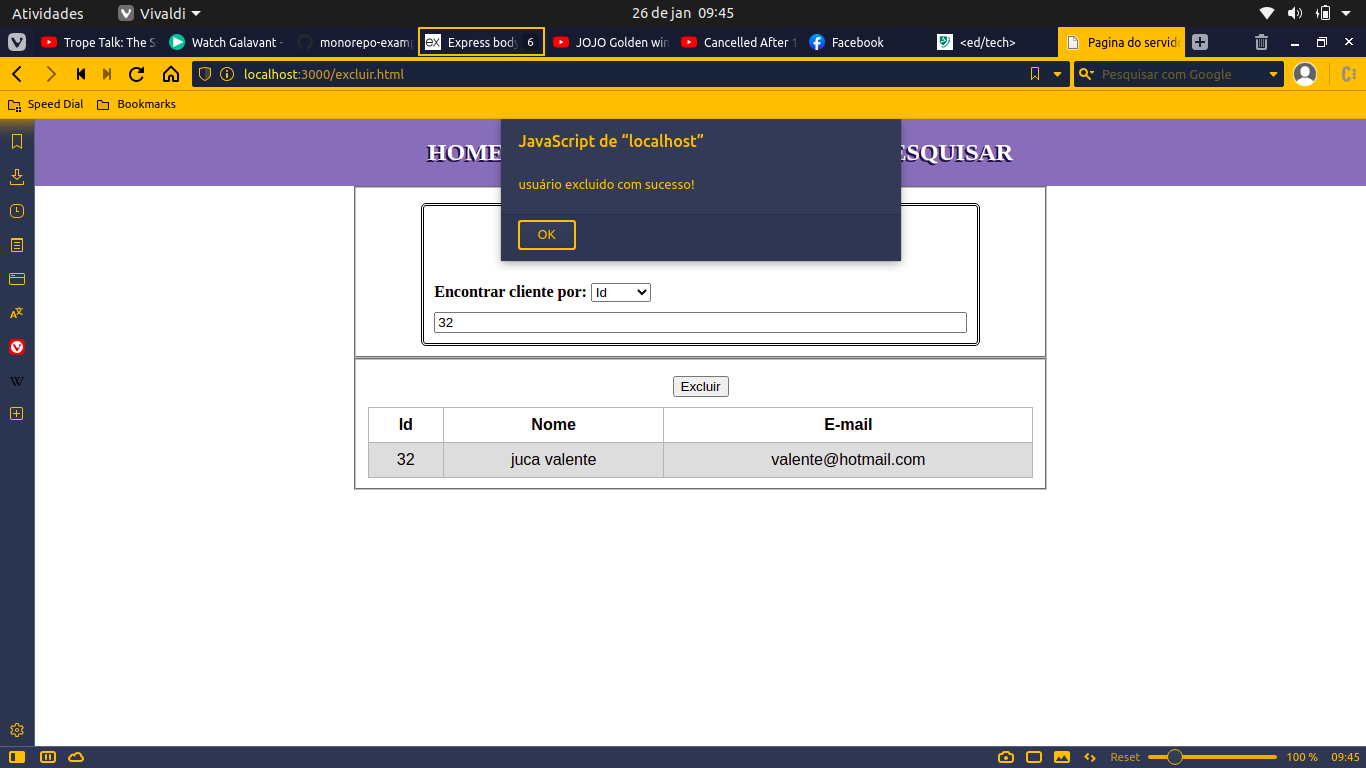 Atividades
Vivaldi
26 de jan 09:45
Trope Talk: The S
Watch Galavant -
monorepo-exam
Express body
6
JOJO Golden win
Cancelled After 1
Facebook
<ed/tech>
Pagina do servido
localhost:3000/excluir.html
Pesquisar com Google
Speed Dial
Bookmarks
HOME
ESQUISAR
JavaScript de “localhost”
usuário excluido com sucesso!
OK
Encontrar cliente por: Id
32
Excluir
Id Nome E-mail
32 juca valente valente@hotmail.com
Reset
100 %
09:45